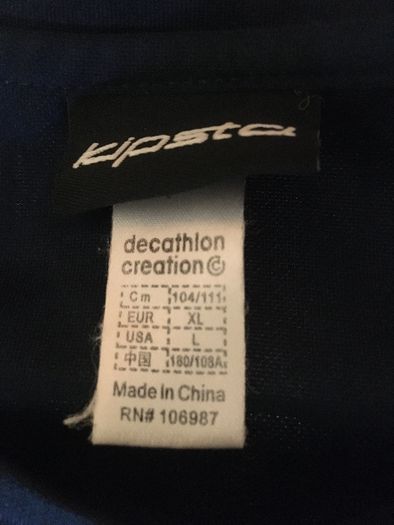 kipsta
decathlon
creation©
Cm 104/111
EUR XL
USA L
中国 180/108A
Made In China
RN# 106987